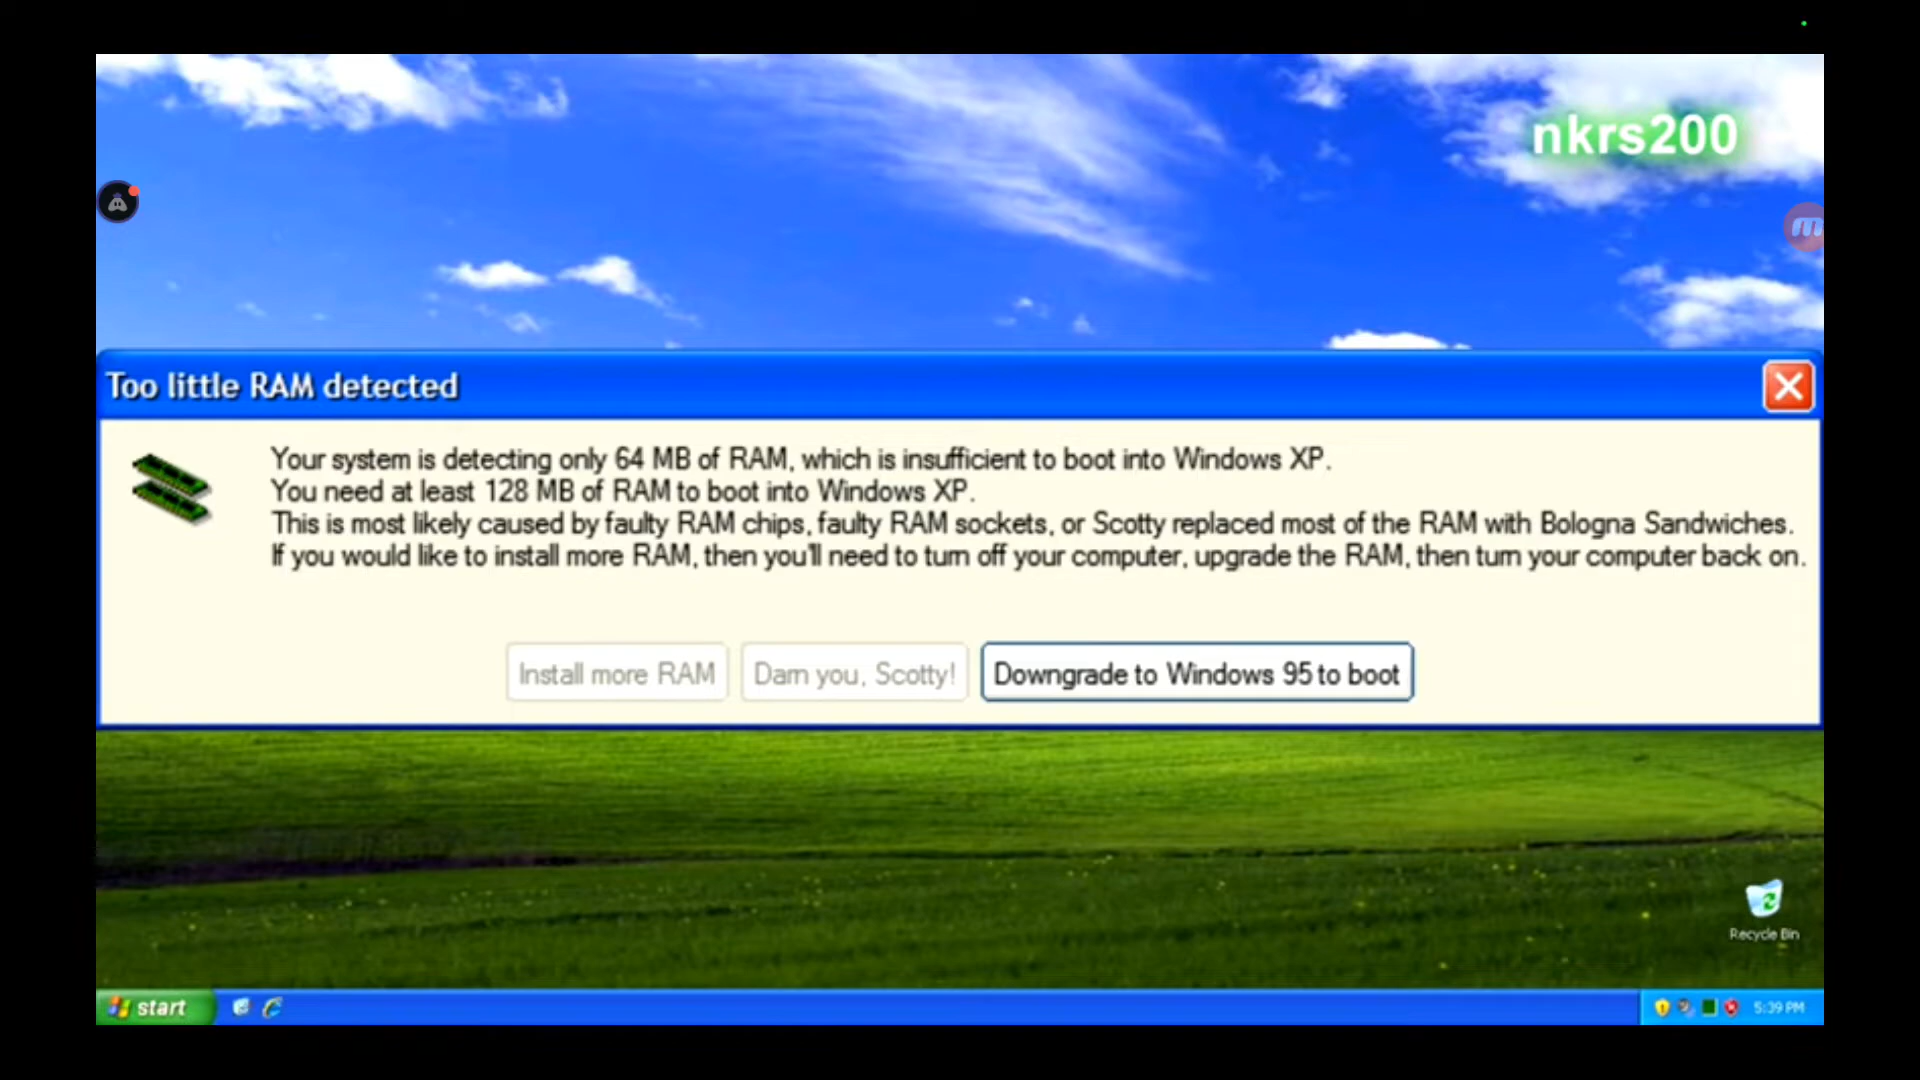 nkrs200
Too little RAM detected
Your system is detecting only 64 MB of RAM, which is insufficient to boot into Windows XP.
You need at least 128 MB of RAM to boot into Windows XP.
This is most likely caused by faulty RAM chips, faulty RAM sockets, or Scotty replaced most of the RAM with Bologna Sandwiches.
If you would like to install more RAM, then you'll need to turn off your computer, upgrade the RAM, then turn your computer back on.
Install more RAM Darn you, Scotty! Downgrade to Windows 95 to boot
Recycle Bin
start 5:39 PM